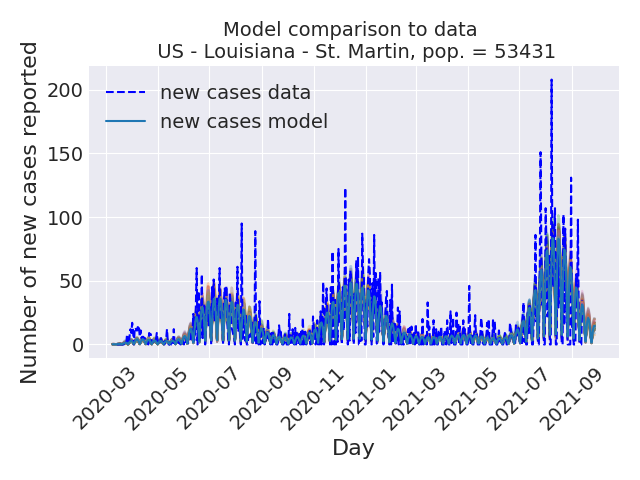 Model comparison to data
US - Louisiana - St. Martin, pop. = 53431
Number of new cases reported
200
150
100
50
0
new cases data
new cases model
2020-03
2020-05
2020-07
2020-09
2020-11
2021-01
2021-03
2021-05
2021-07
2021-09
Day